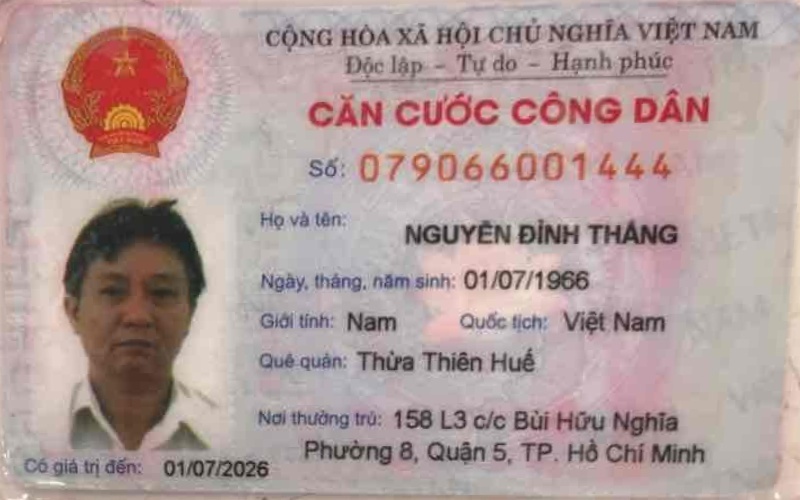 CỘNG HÒA XÃ HỘI CHỦ NGHĨA VIỆT NAM
Độc lập - Tự do - Hạnh phúc
CĂN CƯỚC CÔNG DÂN
Số: 079066001444
Họ và tên:
NGUYỄN ĐÌNH THẮNG
Ngày, tháng, năm sinh: 01/07/1966
Giới tính: Nam Quốc tịch: Việt Nam
Quê quán: Thừa Thiên Huế
Nơi thường trú: 158 L3 c/c Bùi Hữu Nghĩa
Phường 8, Quận 5, TP. Hồ Chí Minh
Có giá trị đến: 01/07/2026